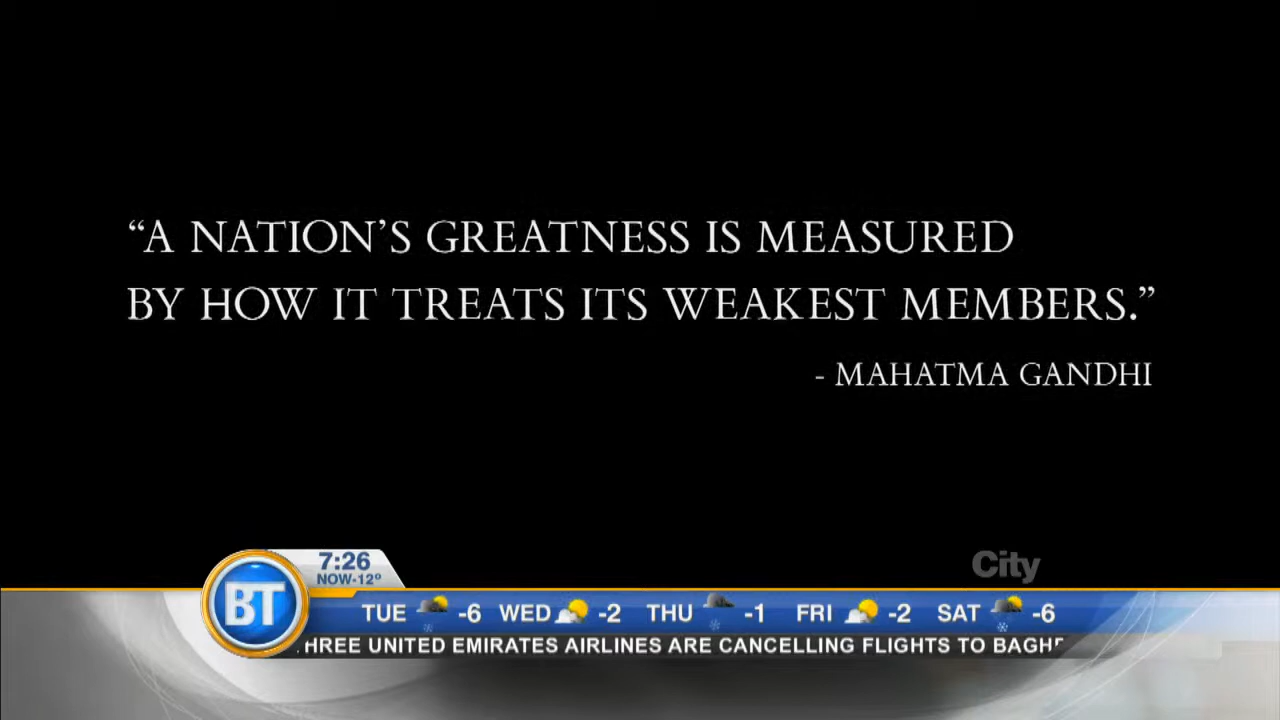 “A NATION’S GREATNESS IS MEASURED
BY HOW IT TREATS ITS WEAKEST MEMBERS.”
- MAHATMA GANDHI
City
7:26
NOW-12º
BT
TUE -6 WED -2 THU -1 FRI -2 SAT -6
UNITED EMIRATES AIRLINES ARE CANCELLING FLIGHTS TO